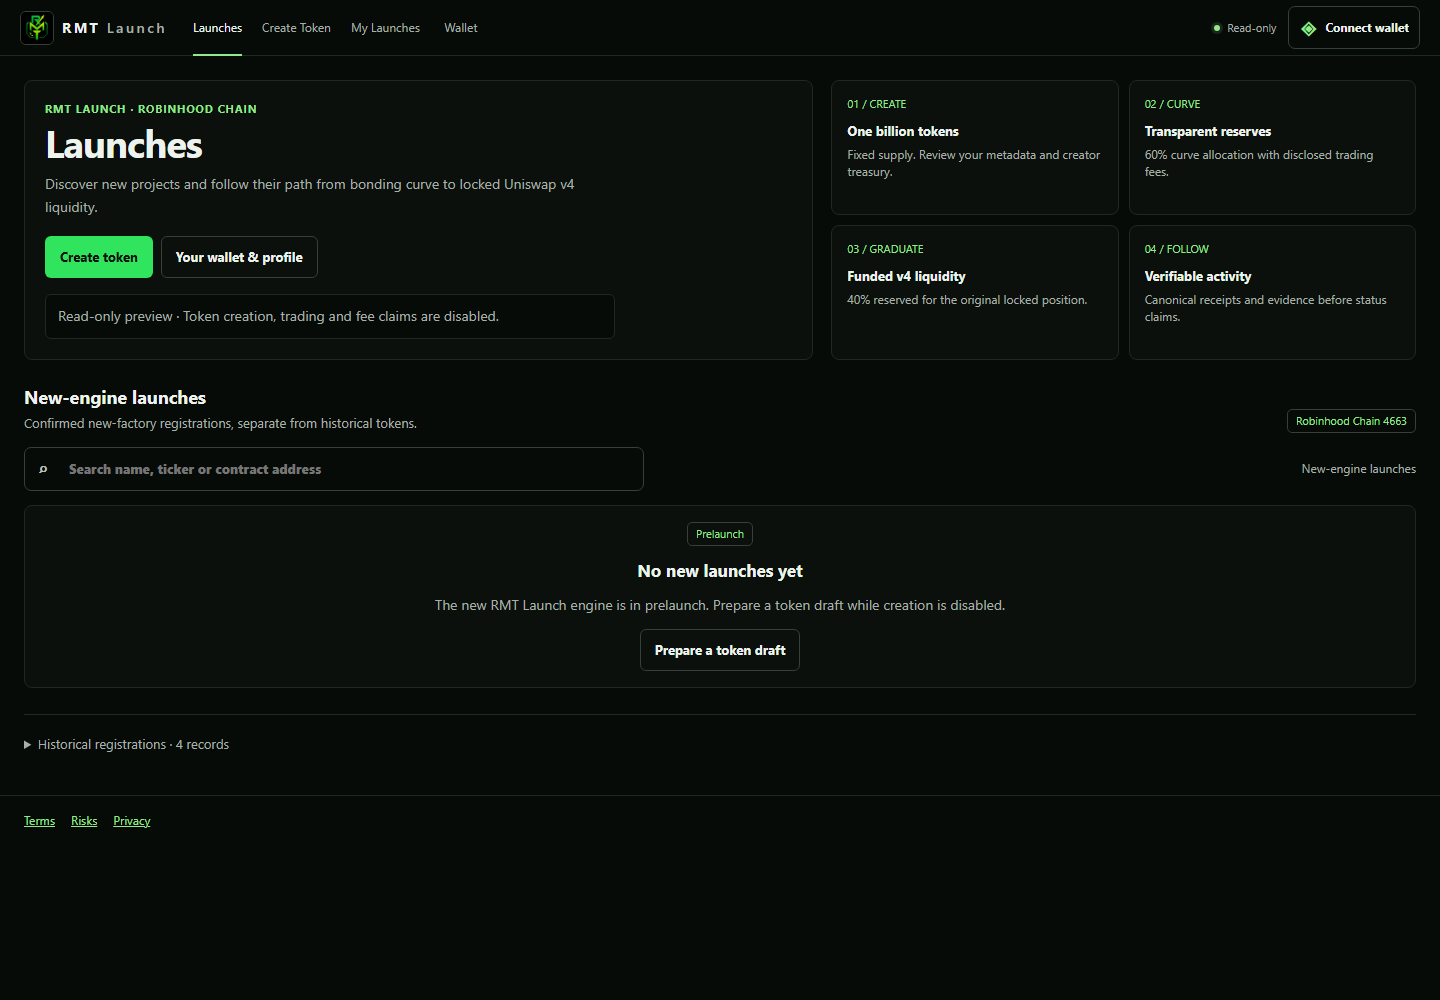 RMT Launch
Launches
Create Token
My Launches
Wallet
Read-only
Connect wallet
RMT LAUNCH · ROBINHOOD CHAIN
Launches
Discover new projects and follow their path from bonding curve to locked Uniswap v4
liquidity.
Create token
Your wallet & profile
Read-only preview · Token creation, trading and fee claims are disabled.
01 / CREATE
One billion tokens
Fixed supply. Review your metadata and creator
treasury.
02 / CURVE
Transparent reserves
60% curve allocation with disclosed trading
fees.
03 / GRADUATE
Funded v4 liquidity
40% reserved for the original locked position.
04 / FOLLOW
Verifiable activity
Canonical receipts and evidence before status
claims.
New-engine launches
Confirmed new-factory registrations, separate from historical tokens.
Robinhood Chain 4663
Search name, ticker or contract address
New-engine launches
Prelaunch
No new launches yet
The new RMT Launch engine is in prelaunch. Prepare a token draft while creation is disabled.
Prepare a token draft
Historical registrations · 4 records
Terms
Risks
Privacy